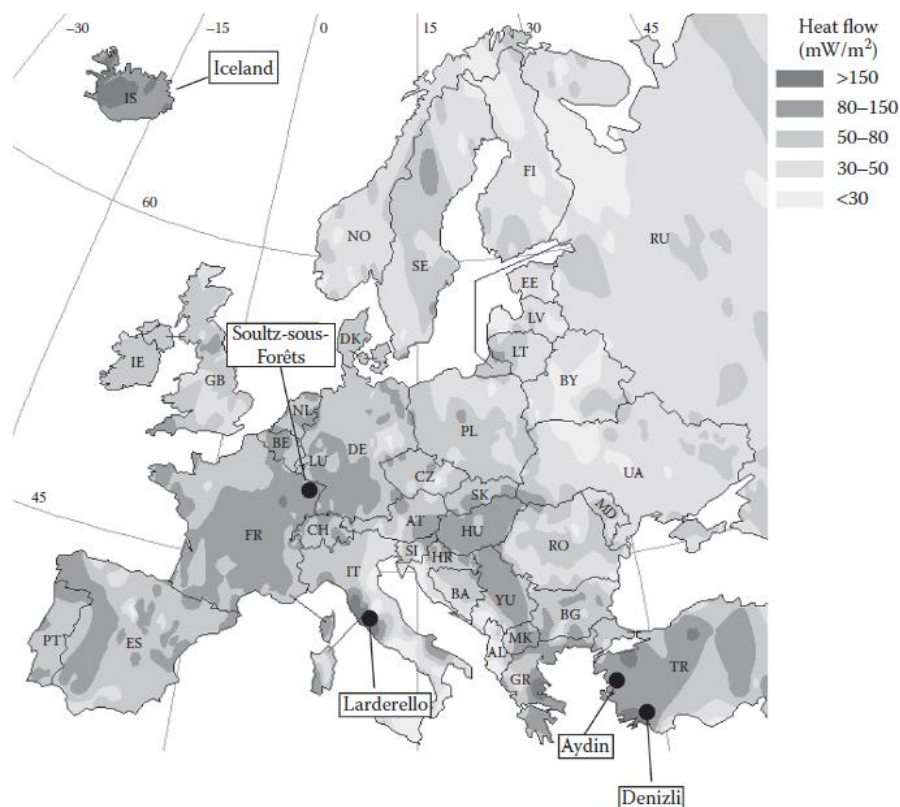 −30
−15
0
15
30
45
Heat flow
(mW/m²)
>150
80–150
50–80
30–50
<30
Iceland
IS
60
NO
SE
FI
RU
EE
LV
LT
BY
Soultz-sous-
Forêts
DK
IE
GB
NL
BE
LU
DE
PL
CZ
SK
UA
MD
45
FR
CH
AT
HU
RO
IT
SI
HR
BA
YU
BG
PT
ES
MK
AL
GR
TR
Larderello
Aydin
Denizli